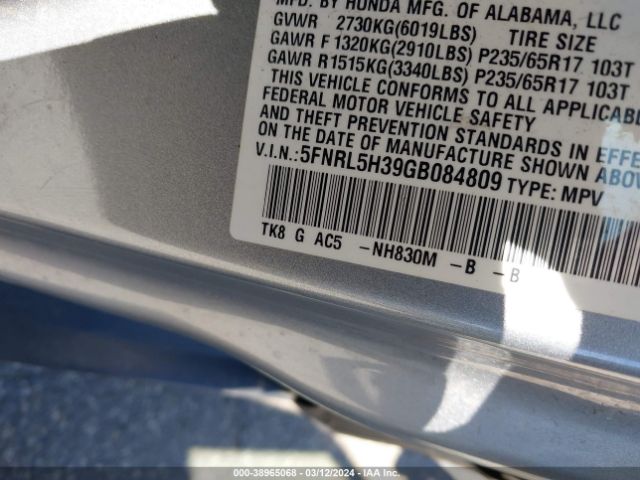 MFD. BY HONDA MFG. OF ALABAMA, LLC
GVWR 2730KG(6019LBS) TIRE SIZE
GAWR F 1320KG(2910LBS) P235/65R17 103T
GAWR R1515KG(3340LBS) P235/65R17 103T
THIS VEHICLE CONFORMS TO ALL APPLICABLE
FEDERAL MOTOR VEHICLE SAFETY
AND THEFT PREVENTION STANDARDS IN EFFE
ON THE DATE OF MANUFACTURE SHOWN ABOV
V.I.N.:5FNRL5H39GB084809 TYPE: MPV
TK8 G AC5 -NH830M -B -B
000-38965068 - 03/12/2024 - IAA Inc.